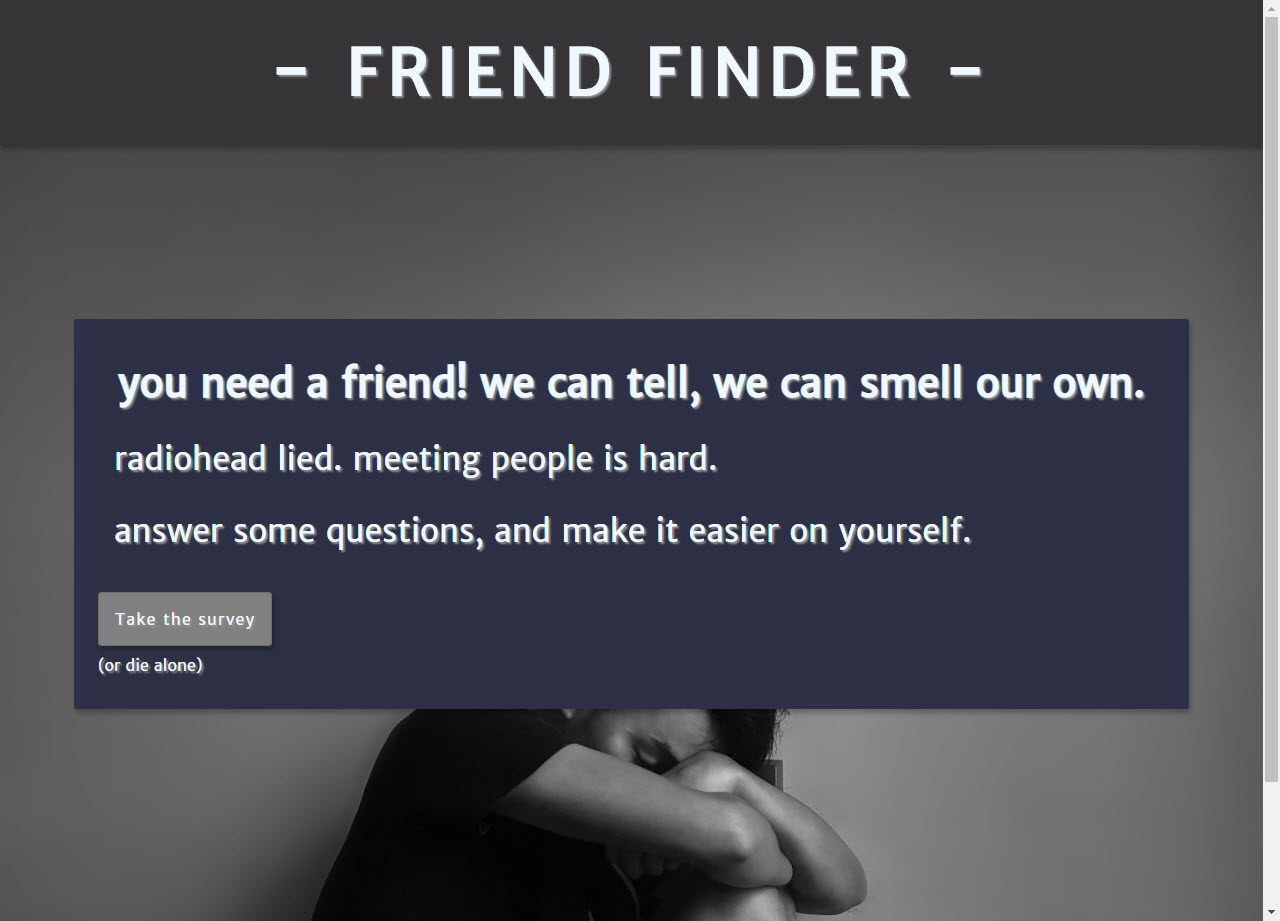 - FRIEND FINDER -
you need a friend! we can tell, we can smell our own.
radiohead lied. meeting people is hard.
answer some questions, and make it easier on yourself.
Take the survey
(or die alone)